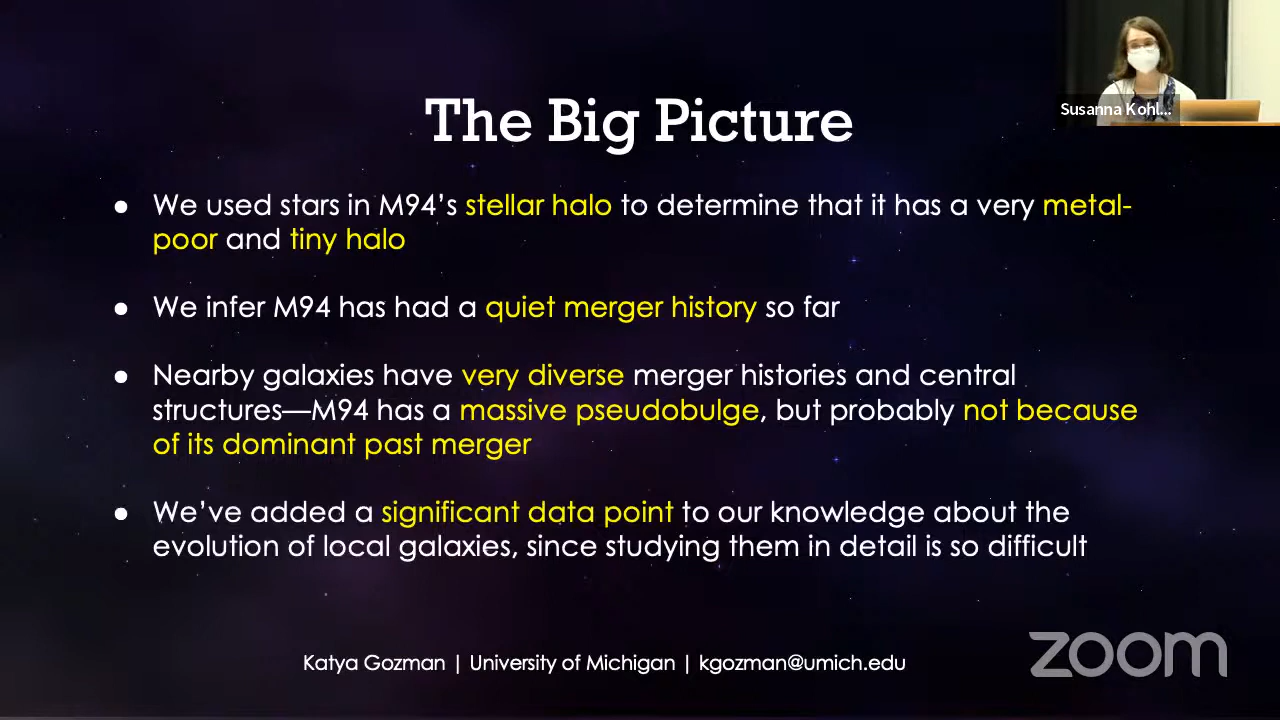 Susanna Kohl...
The Big Picture
● We used stars in M94's stellar halo to determine that it has a very metal-
poor and tiny halo
● We infer M94 has had a quiet merger history so far
● Nearby galaxies have very diverse merger histories and central
structures—M94 has a massive pseudobulge, but probably not because
of its dominant past merger
● We've added a significant data point to our knowledge about the
evolution of local galaxies, since studying them in detail is so difficult
Katya Gozman | University of Michigan | kgozman@umich.edu
zoom